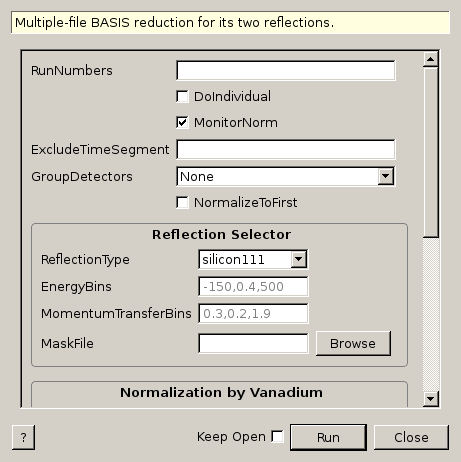 Multiple-file BASIS reduction for its two reflections.
RunNumbers
DoIndividual
MonitorNorm
ExcludeTimeSegment
GroupDetectors None
NormalizeToFirst
Reflection Selector
ReflectionType silicon111
EnergyBins -150,0.4,500
MomentumTransferBins 0.3,0.2,1.9
MaskFile Browse
Normalization by Vanadium
? Keep Open Run Close